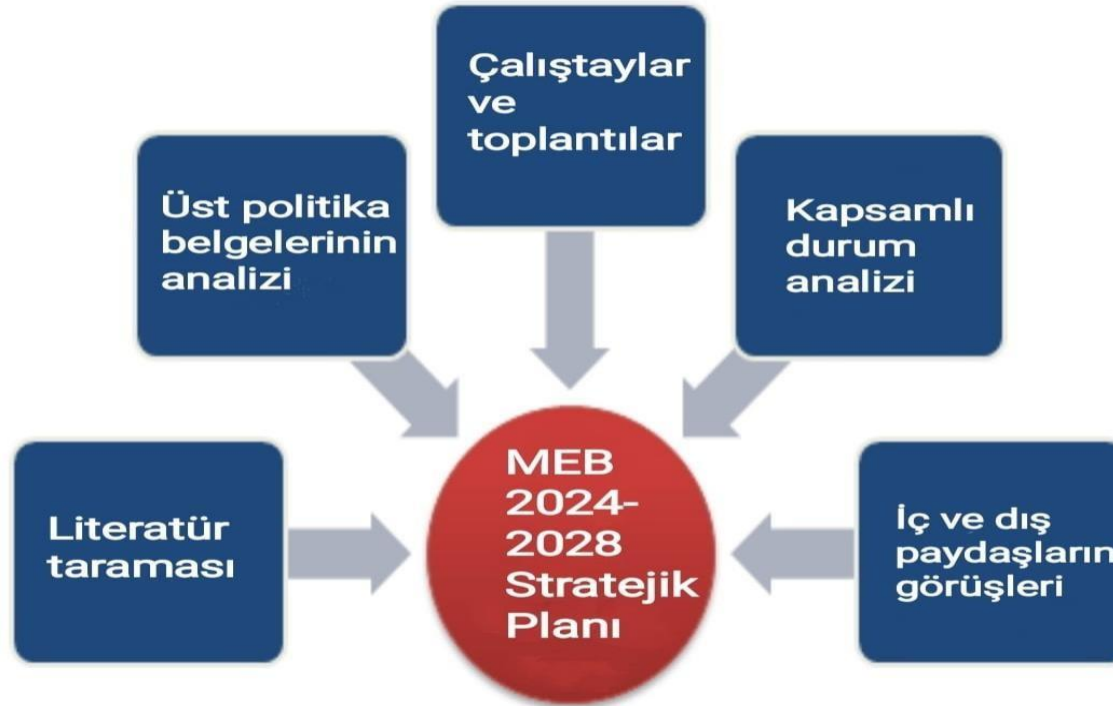 Çalıştaylar
ve
toplantılar
Üst politika
belgelerinin
analizi
Kapsamlı
durum
analizi
Literatür
taraması
MEB
2024-
2028
Stratejik
Planı
İç ve dış
paydaşların
görüşleri